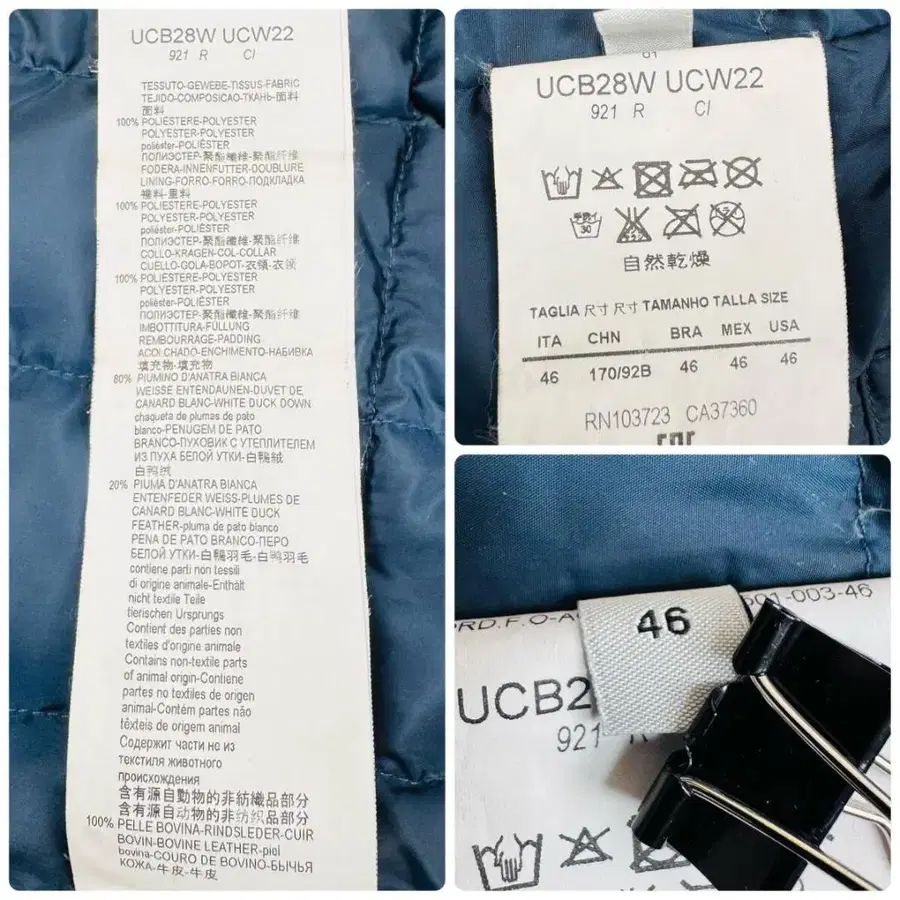 UCB28W UCW22
921 R CI
TESSUTO-GEWEBE-TISSUS-FABRIC
TEJIDO-COMPOSICAO-ТКАНЬ-面料
面料
100% POLIESTERE-POLYESTER
POLYESTER-POLYESTER
poliéster-POLIÉSTER
ПОЛИЭСТЕР-聚酯纖維-聚酯纤维
FODERA-INNENFUTTER-DOUBLURE
LINING-FORRO-FORRO-ПОДКЛАДКА
裡料-里料
100% POLIESTERE-POLYESTER
POLYESTER-POLYESTER
poliéster-POLIÉSTER
ПОЛИЭСТЕР-聚酯纖維-聚酯纤维
COLLO-KRAGEN-COL-COLLAR
CUELLO-GOLA-ВОРОТ-衣領-衣领
100% POLIESTERE-POLYESTER
POLYESTER-POLYESTER
poliéster-POLIÉSTER
ПОЛИЭСТЕР-聚酯纖維-聚酯纤维
IMBOTTITURA-FÜLLUNG
REMBOURRAGE-PADDING
ACOLCHADO-ENCHIMENTO-НАБИВКА
填充物-填充物
80% PIUMINO D'ANATRA BIANCA
WEISSE ENTENDAUNEN-DUVET DE
CANARD BLANC-WHITE DUCK DOWN
chaqueta de plumas de pato
blanco-PENUGEM DE PATO
BRANCO-ПУХОВИК С УТЕПЛИТЕЛЕМ
ИЗ ПУХА БЕЛОЙ УТКИ-白鴨絨
白鸭绒
20% PIUMA D'ANATRA BIANCA
ENTENFEDER WEISS-PLUMES DE
CANARD BLANC-WHITE DUCK
FEATHER-pluma de pato blanco
PENA DE PATO BRANCO-ПЕРО
БЕЛОЙ УТКИ-白鴨羽毛-白鸭羽毛
contiene parti non tessili
di origine animale-Enthält
nicht textile Teile
tierischen Ursprungs
Contient des parties non
textiles d'origine animale
Contains non-textile parts
of animal origin-Contiene
partes no textiles de origen
animal-Contém partes não
têxteis de origem animal
Содержит части не из
текстиля животного
происхождения
含有源自動物的非紡織品部分
含有源自动物的非纺织品部分
100% PELLE BOVINA-RINDSLEDER-CUIR
BOVIN-BOVINE LEATHER-piel
bovina-COURO DE BOVINO-БЫЧЬЯ
КОЖА-牛皮-牛皮
UCB28W UCW22
921 R CI
手洗イ
30
自然乾燥
TAGLIA 尺寸 尺寸 TAMANHO TALLA SIZE
ITA CHN BRA MEX USA
46 170/92B 46 46 46
RN103723 CA37360
46
PRD.F.O-A
501-003-46
UCB2
921 R